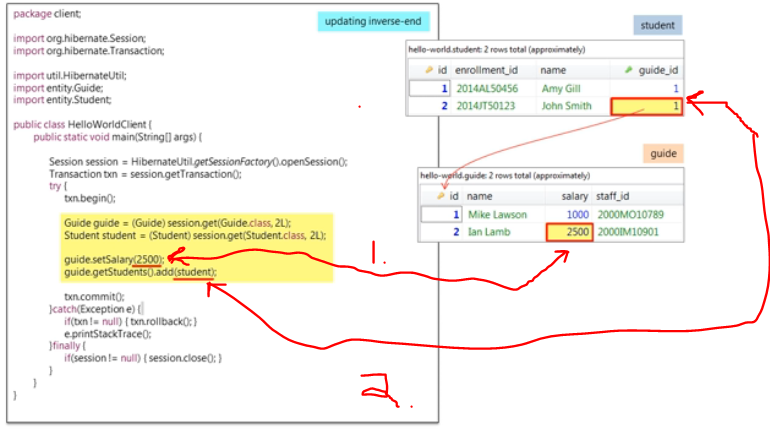 package client;
updating inverse-end
import org.hibernate.Session;
import org.hibernate.Transaction;
import util.HibernateUtil;
import entity.Guide;
import entity.Student;
public class HelloWorldClient {
public static void main(String[] args) {
Session session = HibernateUtil.getSessionFactory().openSession();
Transaction txn = session.getTransaction();
try {
txn.begin();
Guide guide = (Guide) session.get(Guide.class, 2L);
Student student = (Student) session.get(Student.class, 2L);
guide.setSalary(2500);
guide.getStudents().add(student);
txn.commit();
}catch(Exception e) {
if(txn != null) { txn.rollback(); }
e.printStackTrace();
}finally {
if(session != null) { session.close(); }
}
}
}
student
hello-world.student: 2 rows total (approximately)
id enrollment_id name guide_id
1 2014AL50456 Amy Gill 1
2 2014JT50123 John Smith 1
guide
hello-world.guide: 2 rows total (approximately)
id name salary staff_id
1 Mike Lawson 1000 2000MO10789
2 Ian Lamb 2500 2000IM10901
1.
2.